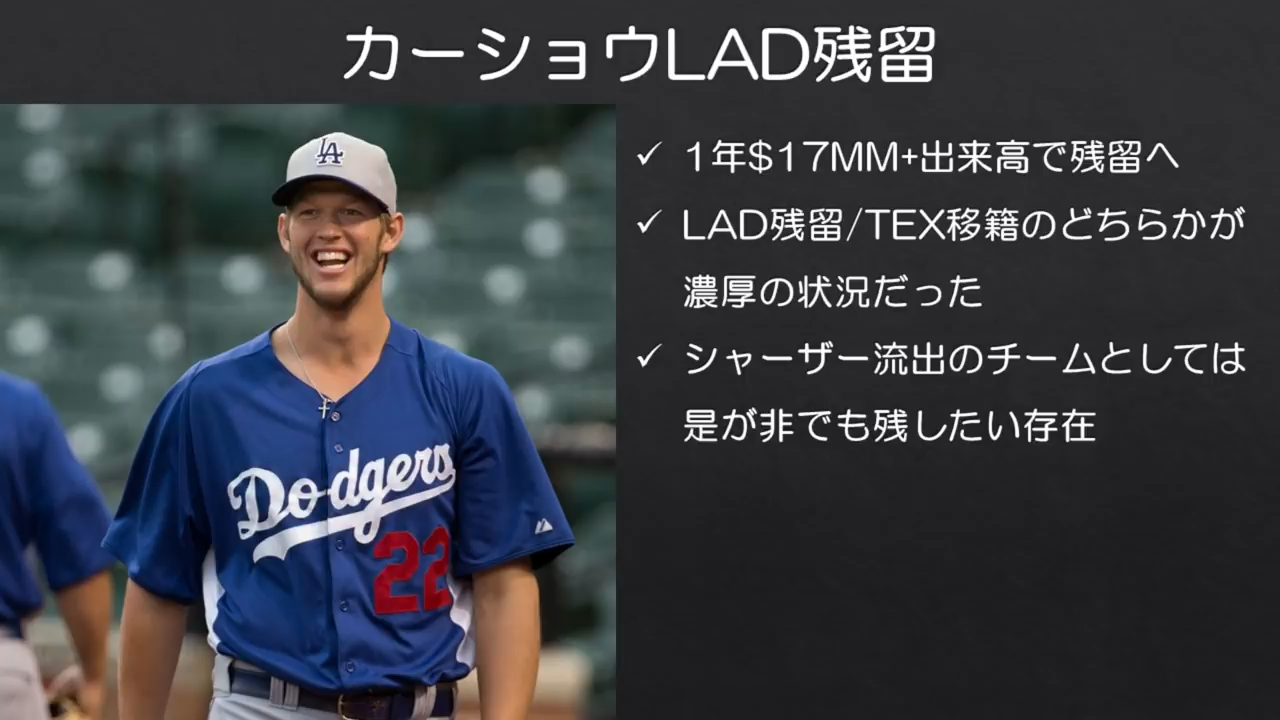 カーショウLAD残留
✓ 1年$17MM+出来高で残留へ
✓ LAD残留/TEX移籍のどちらかが
濃厚の状況だった
✓ シャーザー流出のチームとしては
是が非でも残したい存在
LA
Dodgers
22